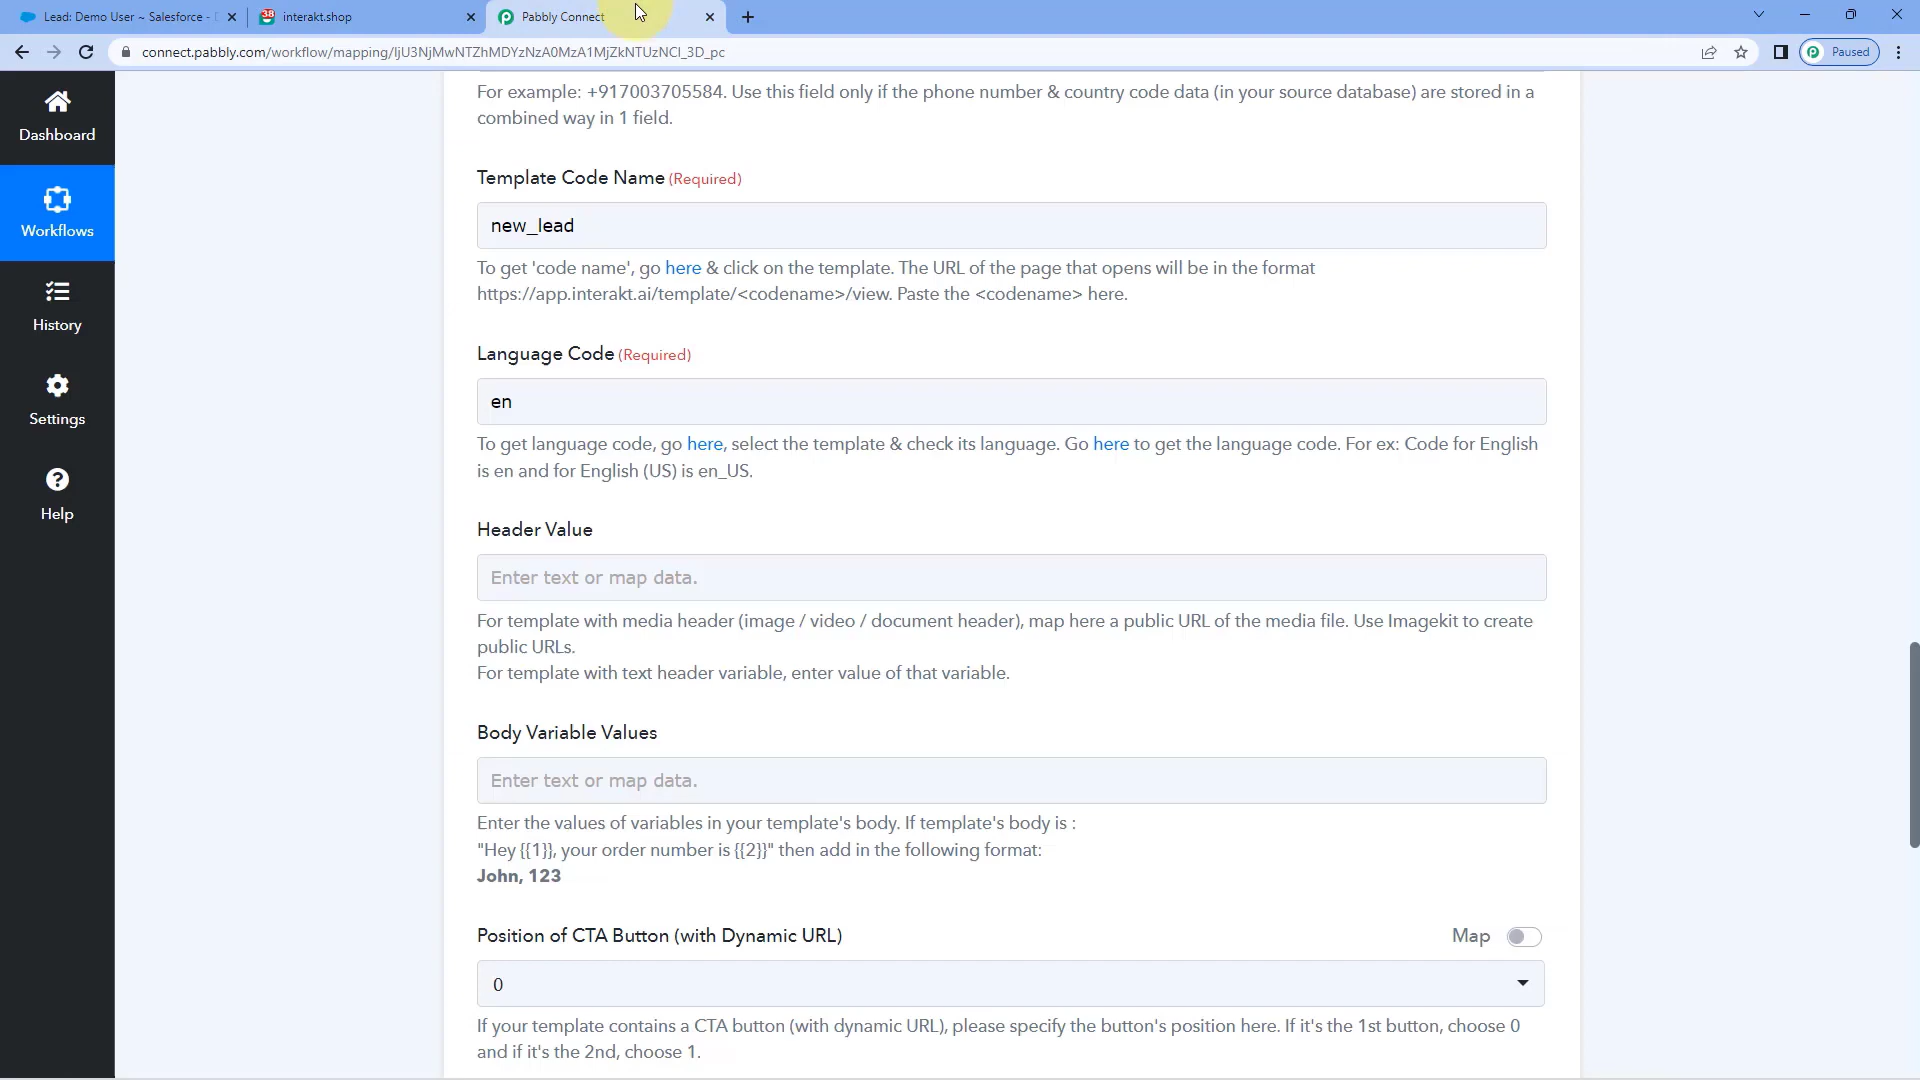 Lead: Demo User ~ Salesforce -
38
interakt.shop
Pabbly Connect
connect.pabbly.com/workflow/mapping/IjU3NjMwNTZhMDYzNzA0MzA1MjZkNTUzNCI_3D_pc
Paused
Dashboard
Workflows
History
Settings
Help
For example: +917003705584. Use this field only if the phone number & country code data (in your source database) are stored in a
combined way in 1 field.
Template Code Name (Required)
new_lead
To get 'code name', go here & click on the template. The URL of the page that opens will be in the format
https://app.interakt.ai/template/<codename>/view. Paste the <codename> here.
Language Code (Required)
en
To get language code, go here, select the template & check its language. Go here to get the language code. For ex: Code for English
is en and for English (US) is en_US.
Header Value
Enter text or map data.
For template with media header (image / video / document header), map here a public URL of the media file. Use Imagekit to create
public URLs.
For template with text header variable, enter value of that variable.
Body Variable Values
Enter text or map data.
Enter the values of variables in your template's body. If template's body is :
"Hey {{1}}, your order number is {{2}}" then add in the following format:
John, 123
Position of CTA Button (with Dynamic URL)
Map
0
If your template contains a CTA button (with dynamic URL), please specify the button's position here. If it's the 1st button, choose 0
and if it's the 2nd, choose 1.